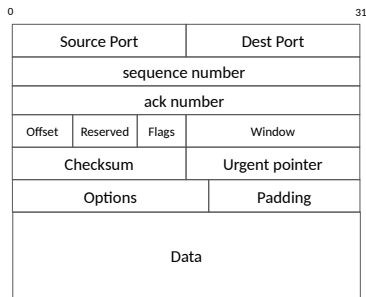 0 31
Source Port Dest Port
sequence number
ack number
Offset Reserved Flags Window
Checksum Urgent pointer
Options Padding
Data